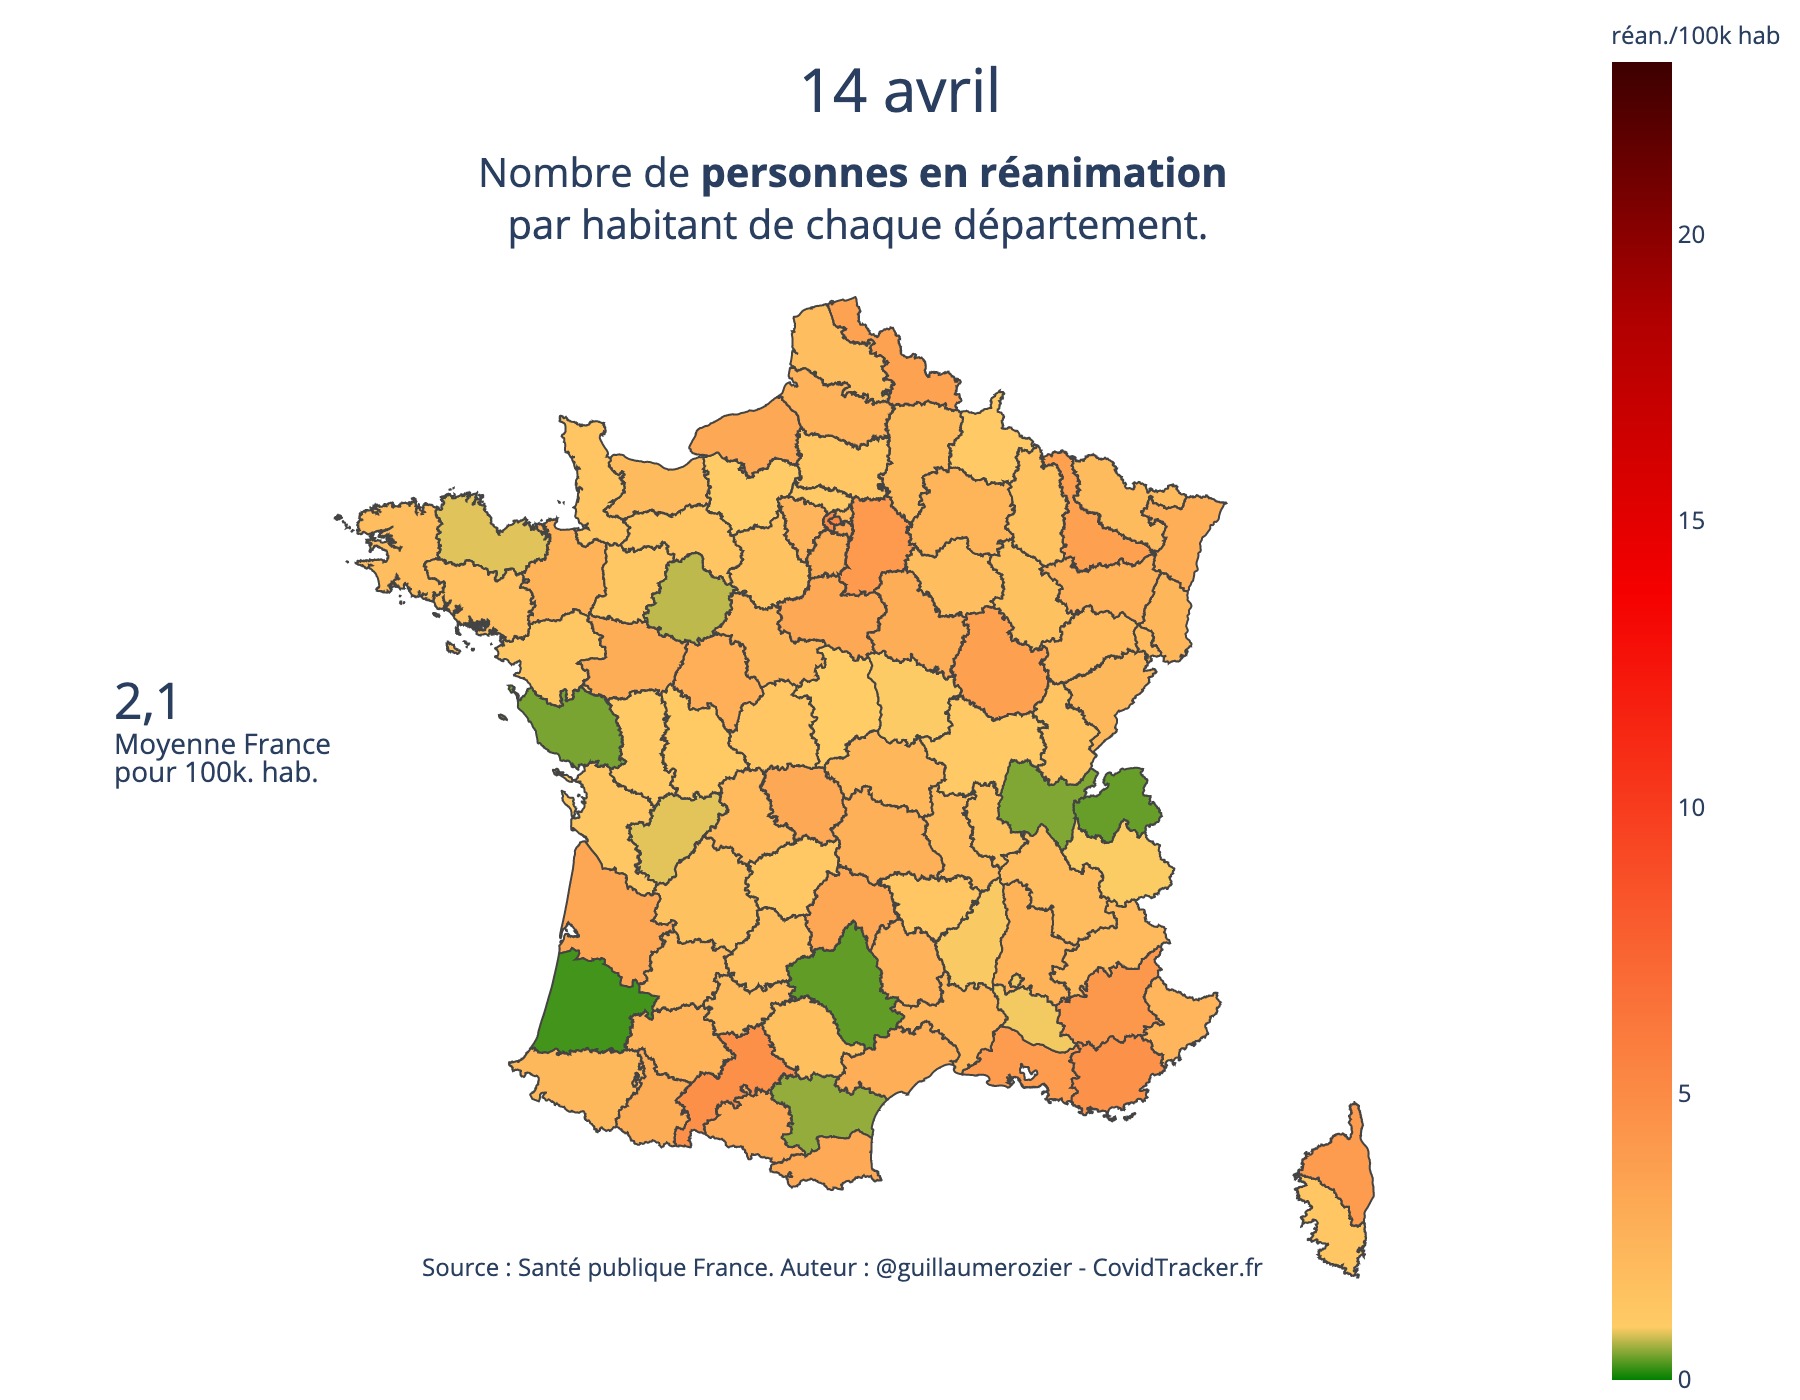 réan./100k hab
14 avril
Nombre de personnes en réanimation
par habitant de chaque département.
20
15
10
5
0
2,1
Moyenne France
pour 100k. hab.
Source : Santé publique France. Auteur : @guillaumerozier - CovidTracker.fr